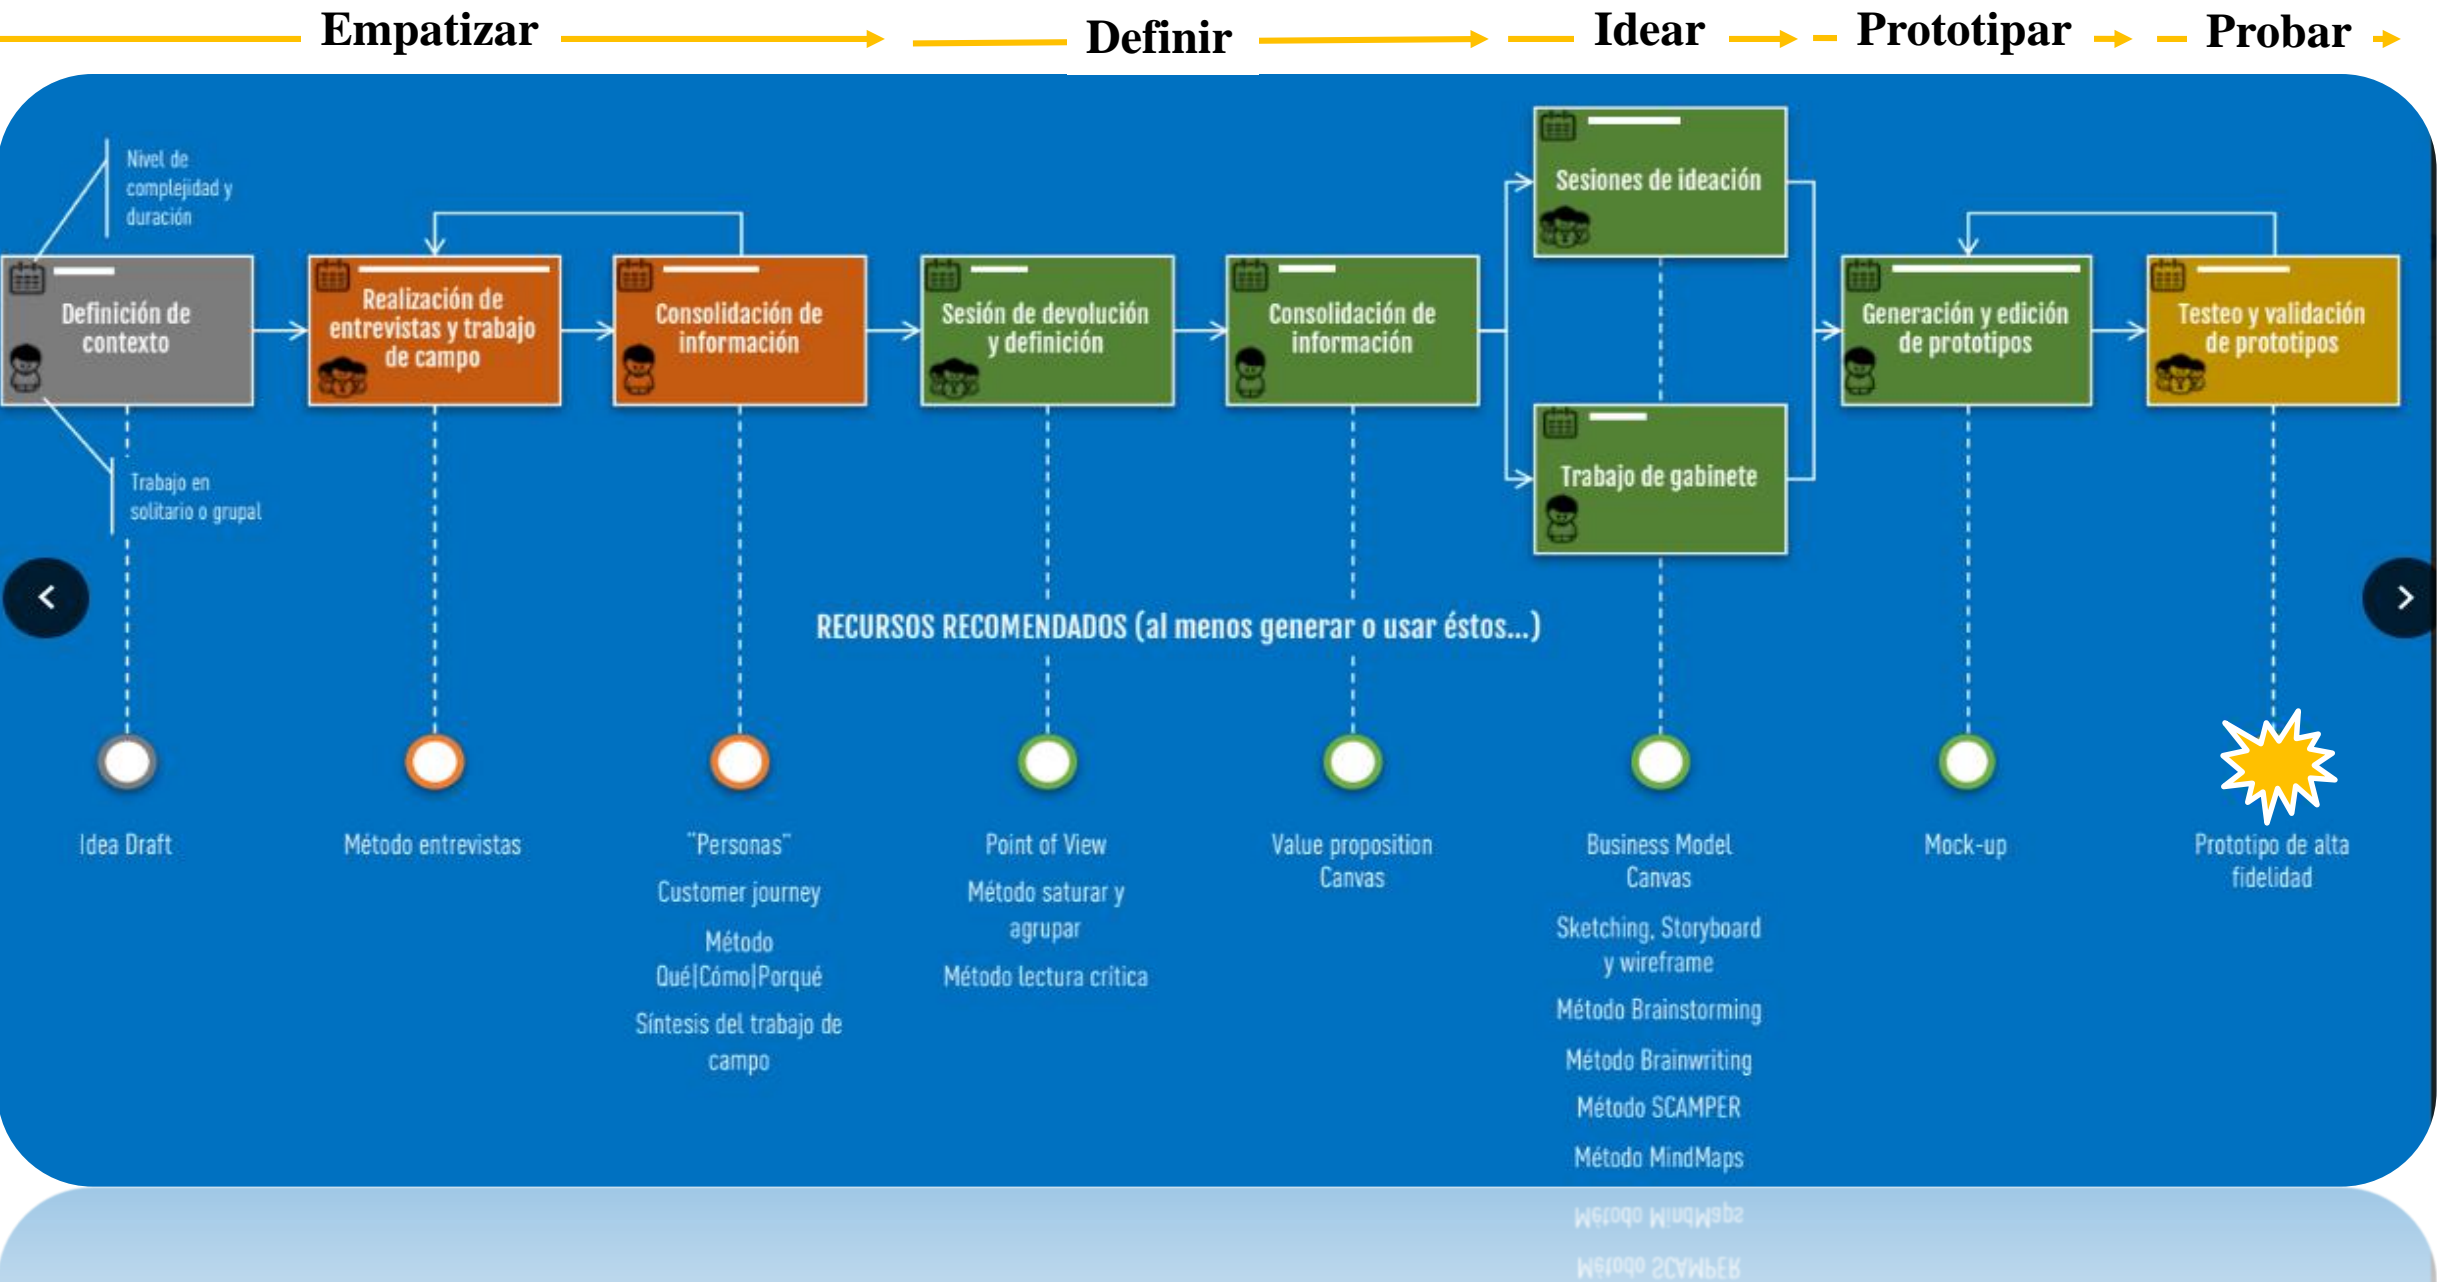 Empatizar
Definir
Idear
Prototipar
Probar
Nivel de
complejidad y
duración
Definición de
contexto
Trabajo en
solitario o grupal
Realización de
entrevistas y trabajo
de campo
Consolidación de
información
Sesión de devolución
y definición
Consolidación de
información
Sesiones de ideación
Trabajo de gabinete
Generación y edición
de prototipos
Testeo y validación
de prototipos
RECURSOS RECOMENDADOS (al menos generar o usar éstos...)
Idea Draft
Método entrevistas
"Personas"
Customer journey
Método
Qué|Cómo|Porqué
Síntesis del trabajo de
campo
Point of View
Método saturar y
agrupar
Método lectura crítica
Value proposition
Canvas
Business Model
Canvas
Sketching, Storyboard
y wireframe
Método Brainstorming
Método Brainwriting
Método SCAMPER
Método MindMaps
Mock-up
Prototipo de alta
fidelidad
Método MindMaps
Método SCAMPER